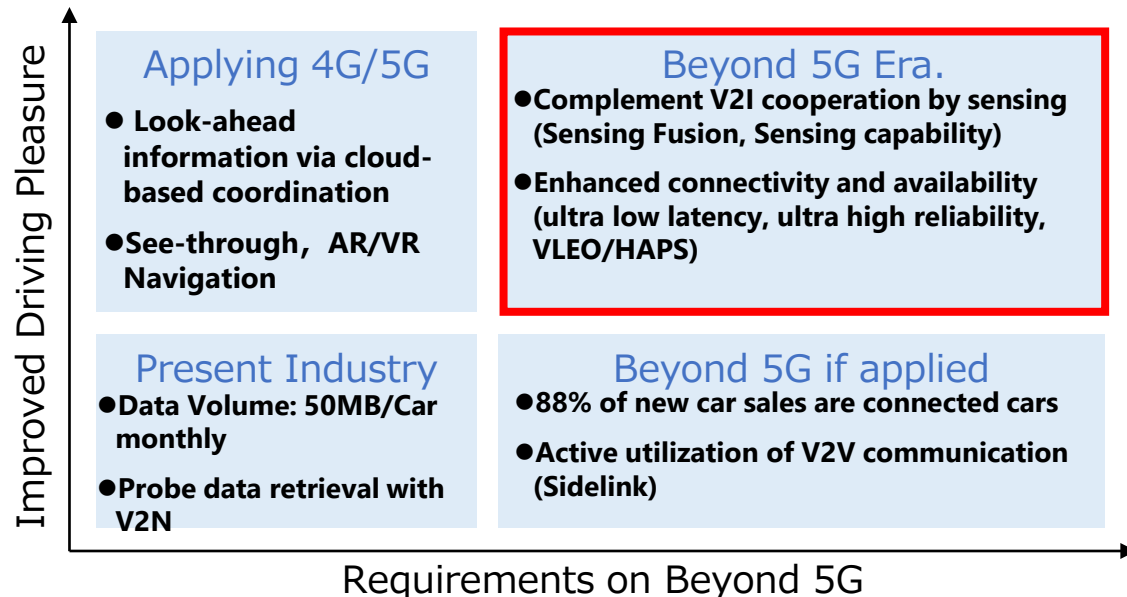 Improved Driving Pleasure
Applying 4G/5G
● Look-ahead
information via cloud-
based coordination
●See-through, AR/VR
Navigation
Beyond 5G Era.
●Complement V2I cooperation by sensing
(Sensing Fusion, Sensing capability)
●Enhanced connectivity and availability
(ultra low latency, ultra high reliability,
VLEO/HAPS)
Present Industry
●Data Volume: 50MB/Car
monthly
●Probe data retrieval with
V2N
Beyond 5G if applied
●88% of new car sales are connected cars
●Active utilization of V2V communication
(Sidelink)
Requirements on Beyond 5G